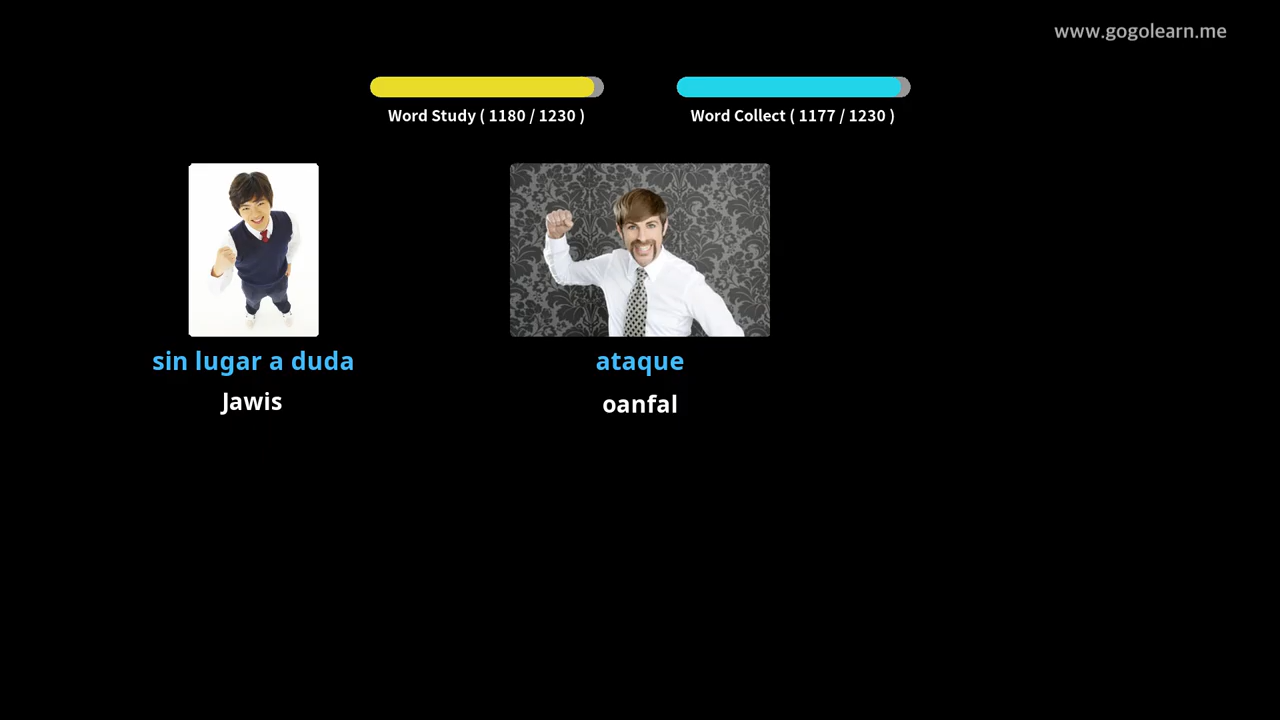 www.gogolearn.me
Word Study ( 1180 / 1230 )
Word Collect ( 1177 / 1230 )
sin lugar a duda
ataque
Jawis
oanfal